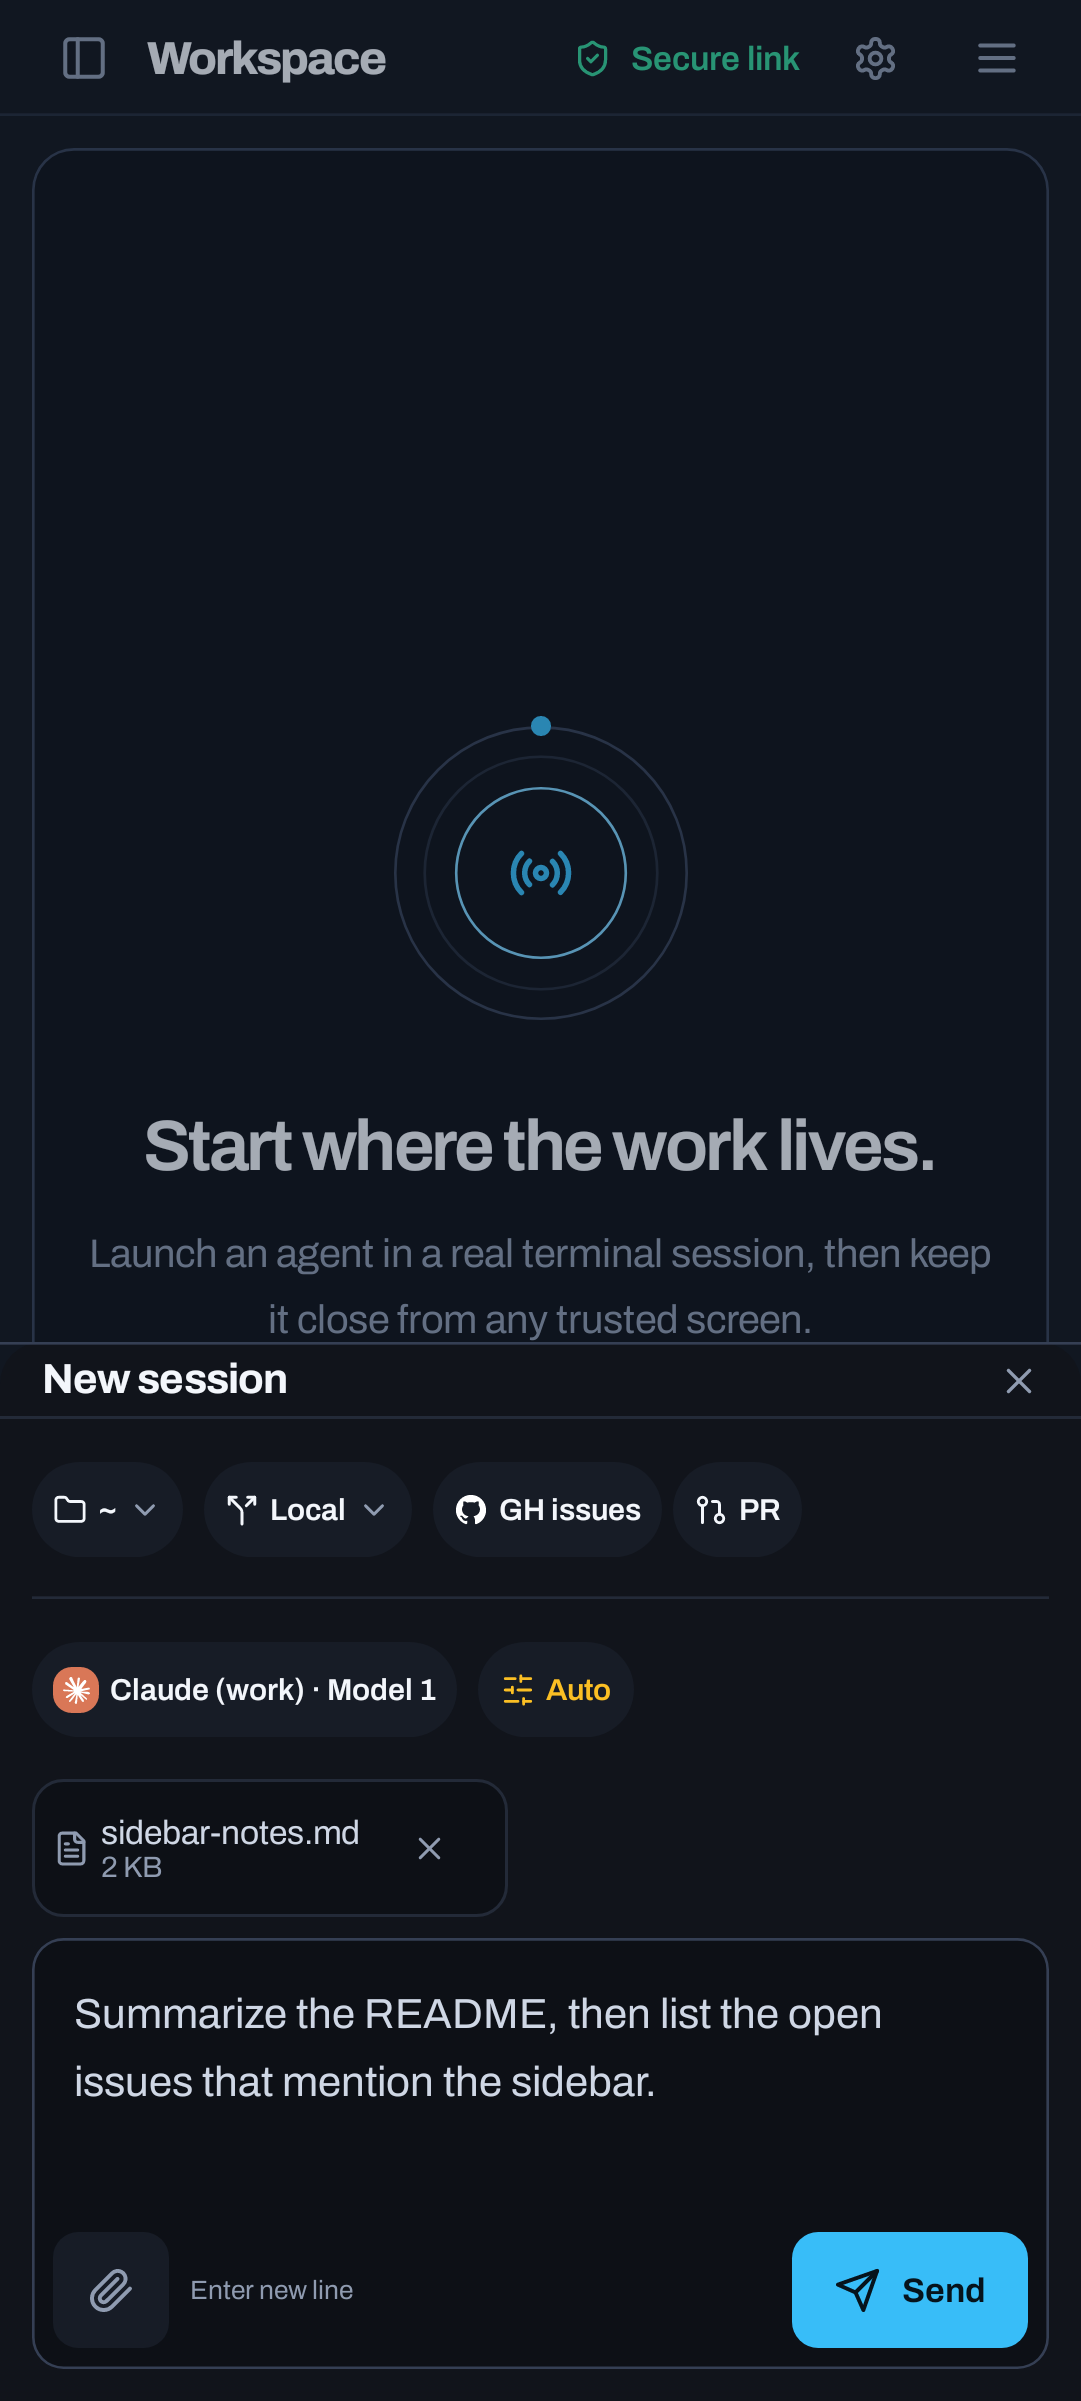 Workspace
Secure link
Start where the work lives.
Launch an agent in a real terminal session, then keep
it close from any trusted screen.
New session
~
Local
GH issues
PR
Claude (work) · Model 1
Auto
sidebar-notes.md
2 KB
Summarize the README, then list the open
issues that mention the sidebar.
Enter new line
Send